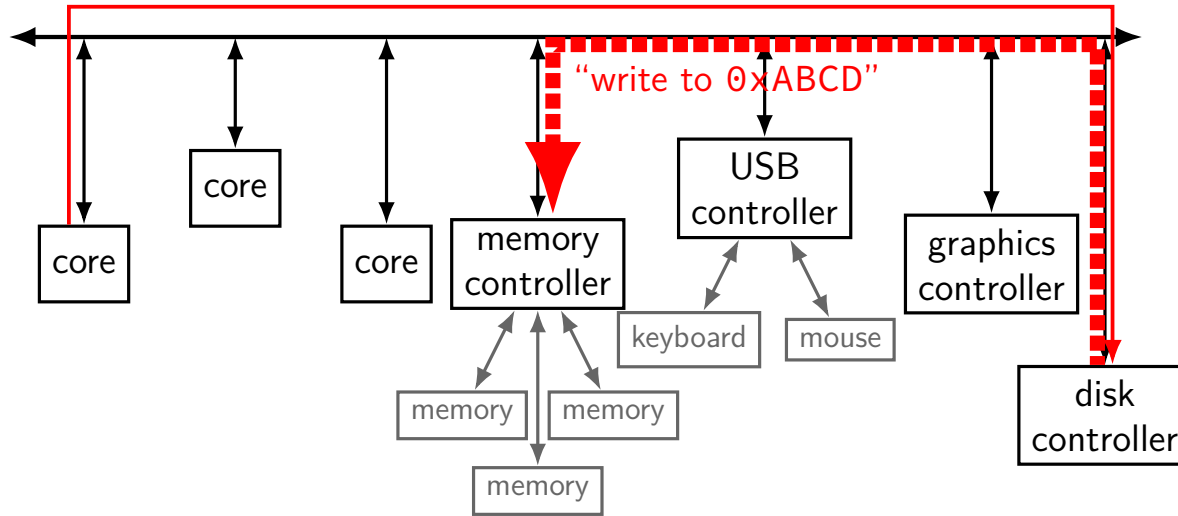 “write to 0xABCD”
core
core
core
memory
controller
USB
controller
graphics
controller
disk
controller
keyboard
mouse
memory
memory
memory